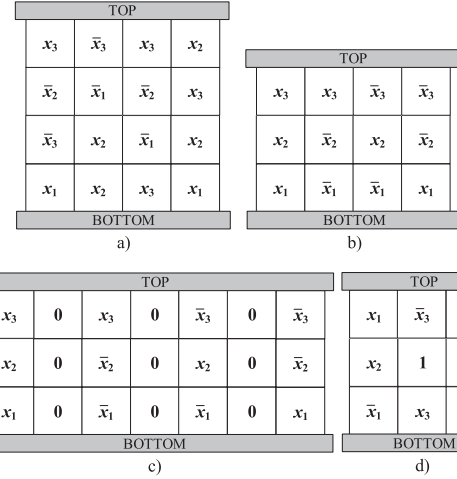 TOP
x₃ x̄₃ x₃ x₂
x̄₂ x̄₁ x̄₂ x₃
x̄₃ x₂ x̄₁ x₂
x₁ x₂ x₃ x₁
BOTTOM
a)
TOP
x₃ x₃ x̄₃ x̄₃
x₂ x̄₂ x₂ x̄₂
x₁ x̄₁ x̄₁ x₁
BOTTOM
b)
TOP
x₃ 0 x₃ 0 x̄₃ 0 x̄₃
x₂ 0 x̄₂ 0 x₂ 0 x̄₂
x₁ 0 x̄₁ 0 x̄₁ 0 x₁
BOTTOM
c)
TOP
x₁ x̄₃
x₂ 1
x̄₁ x₃
BOTTOM
d)